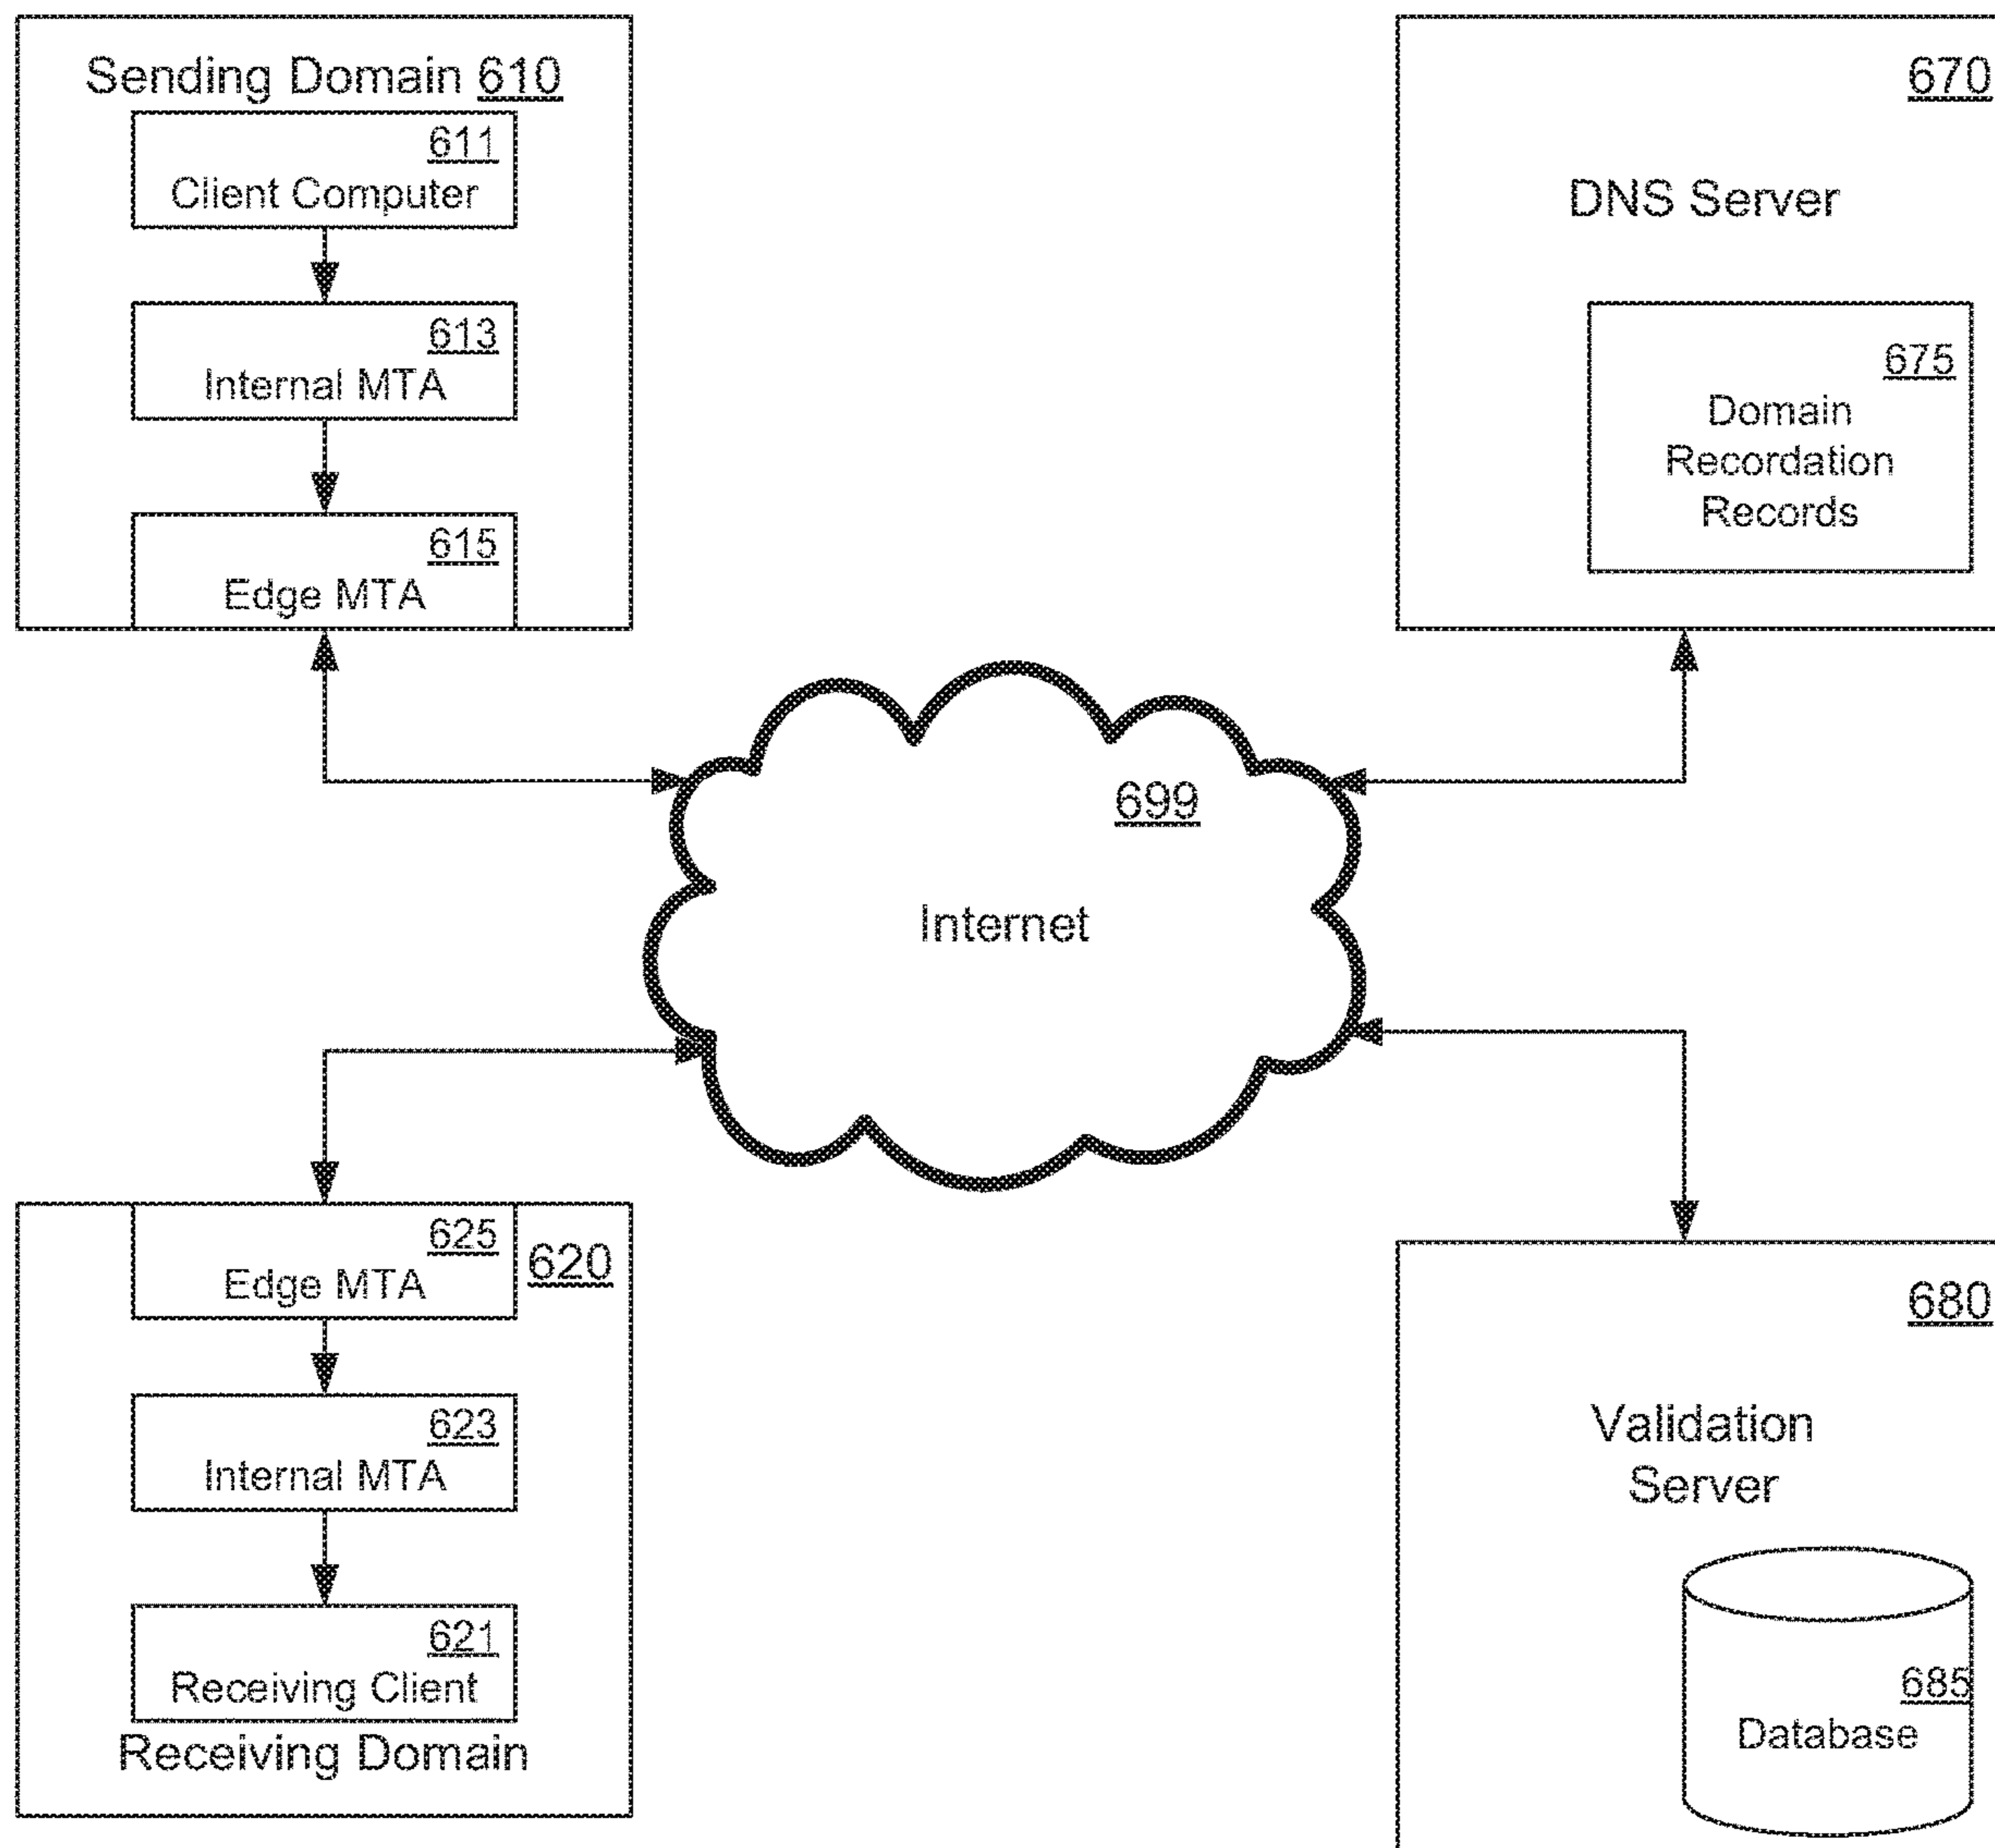 Sending Domain 610
611
Client Computer
613
Internal MTA
615
Edge MTA
670
DNS Server
675
Domain
Recordation
Records
699
Internet
625
Edge MTA
620
623
Internal MTA
621
Receiving Client
Receiving Domain
680
Validation
Server
685
Database